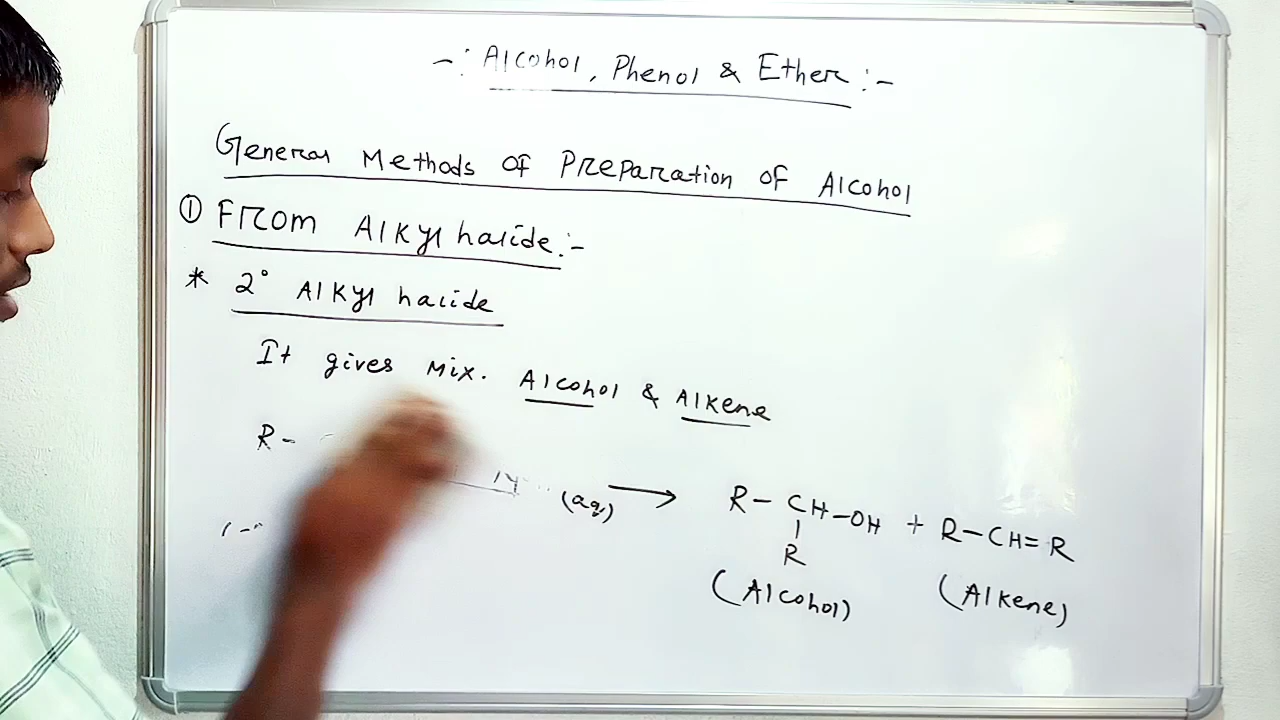 -: Alcohol, Phenol & Ether :-
General Methods of Preparation of Alcohol
① From Alkyl halide :-
* 2° Alkyl halide
It gives mix. Alcohol & Alkene
R- (aq) → R-CH-OH + R-CH=R
R
(Alcohol) (Alkene)